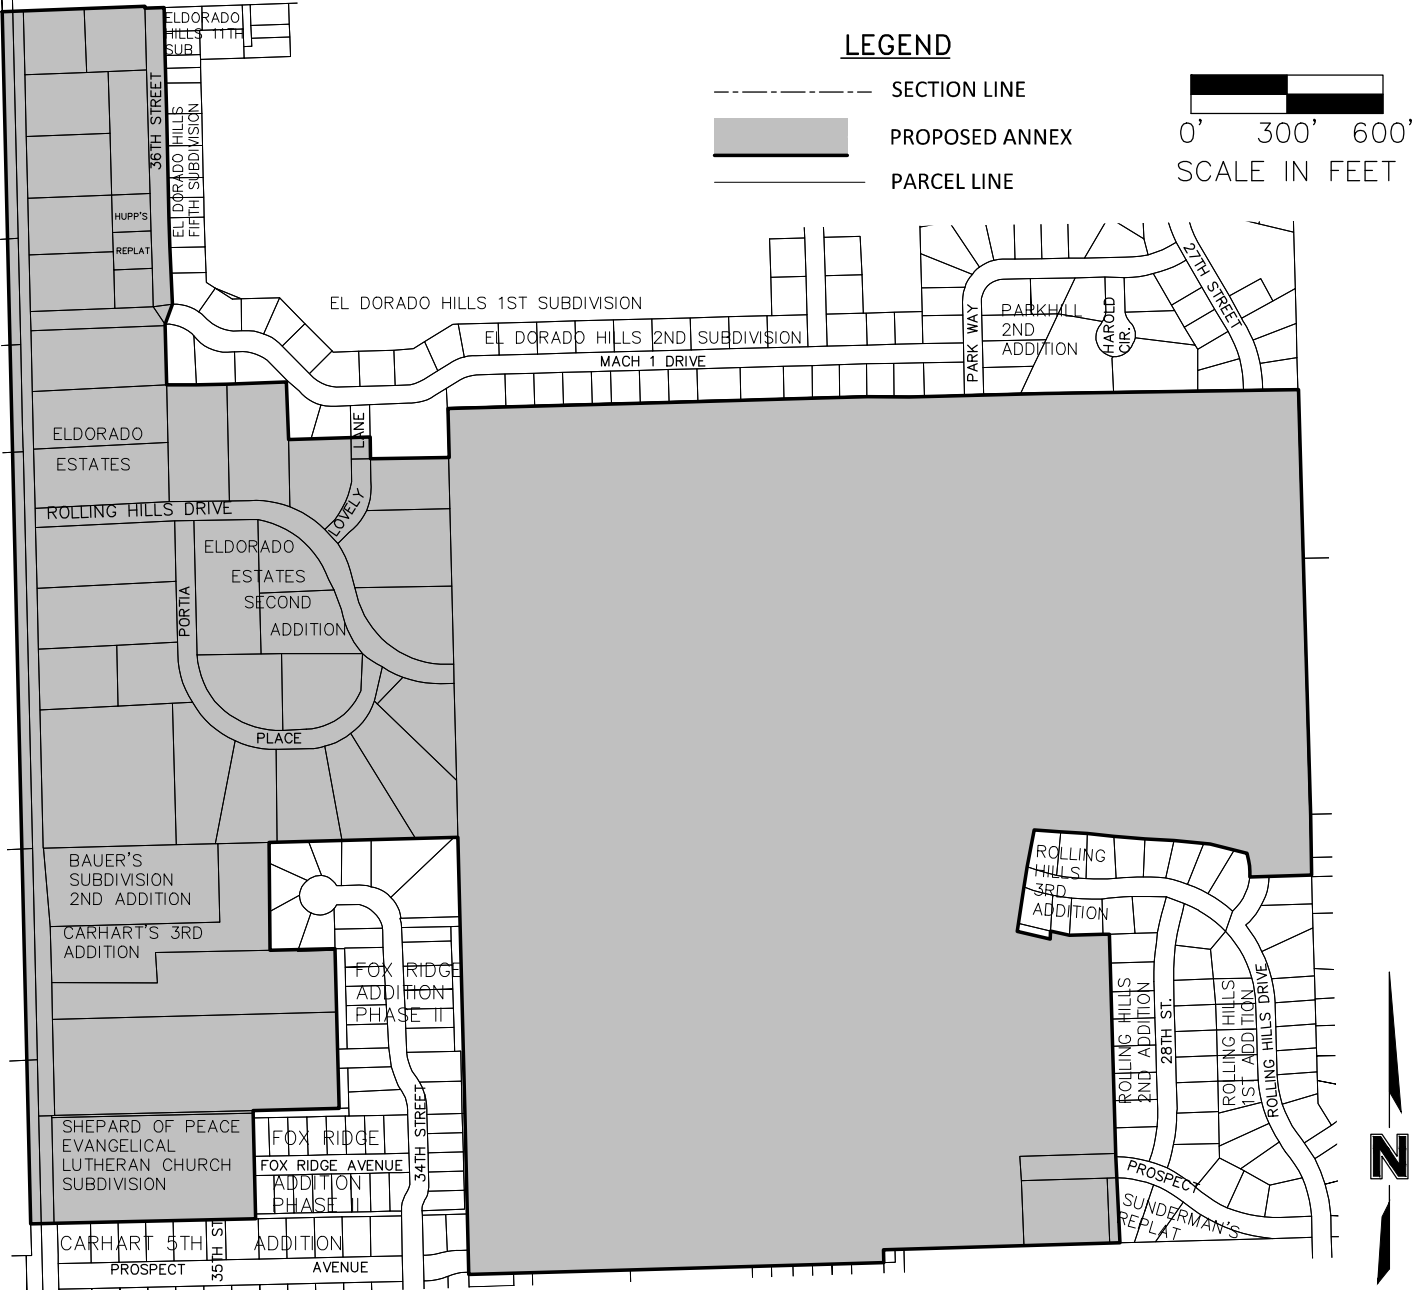 ELDORADO
HILLS 11TH
SUB
36TH STREET
EL DORADO HILLS
FIFTH SUBDIVISION
HUPP'S
REPLAT
LEGEND
SECTION LINE
PROPOSED ANNEX
PARCEL LINE
0' 300' 600'
SCALE IN FEET
EL DORADO HILLS 1ST SUBDIVISION
EL DORADO HILLS 2ND SUBDIVISION
MACH 1 DRIVE
PARK WAY
PARKHILL
2ND
ADDITION
HAROLD
CIR.
27TH STREET
ELDORADO
ESTATES
LANE
LOVELY
ROLLING HILLS DRIVE
ELDORADO
ESTATES
SECOND
ADDITION
PORTIA
PLACE
BAUER'S
SUBDIVISION
2ND ADDITION
CARHART'S 3RD
ADDITION
FOX RIDGE
ADDITION
PHASE II
34TH STREET
SHEPARD OF PEACE
EVANGELICAL
LUTHERAN CHURCH
SUBDIVISION
FOX RIDGE
FOX RIDGE AVENUE
ADDITION
PHASE II
CARHART 5TH ADDITION
35TH ST
PROSPECT AVENUE
ROLLING
HILLS
3RD
ADDITION
ROLLING HILLS
2ND ADDITION
28TH ST.
ROLLING HILLS
1ST ADDITION
ROLLING HILLS DRIVE
PROSPECT
SUNDERMAN'S
REPLAT
N